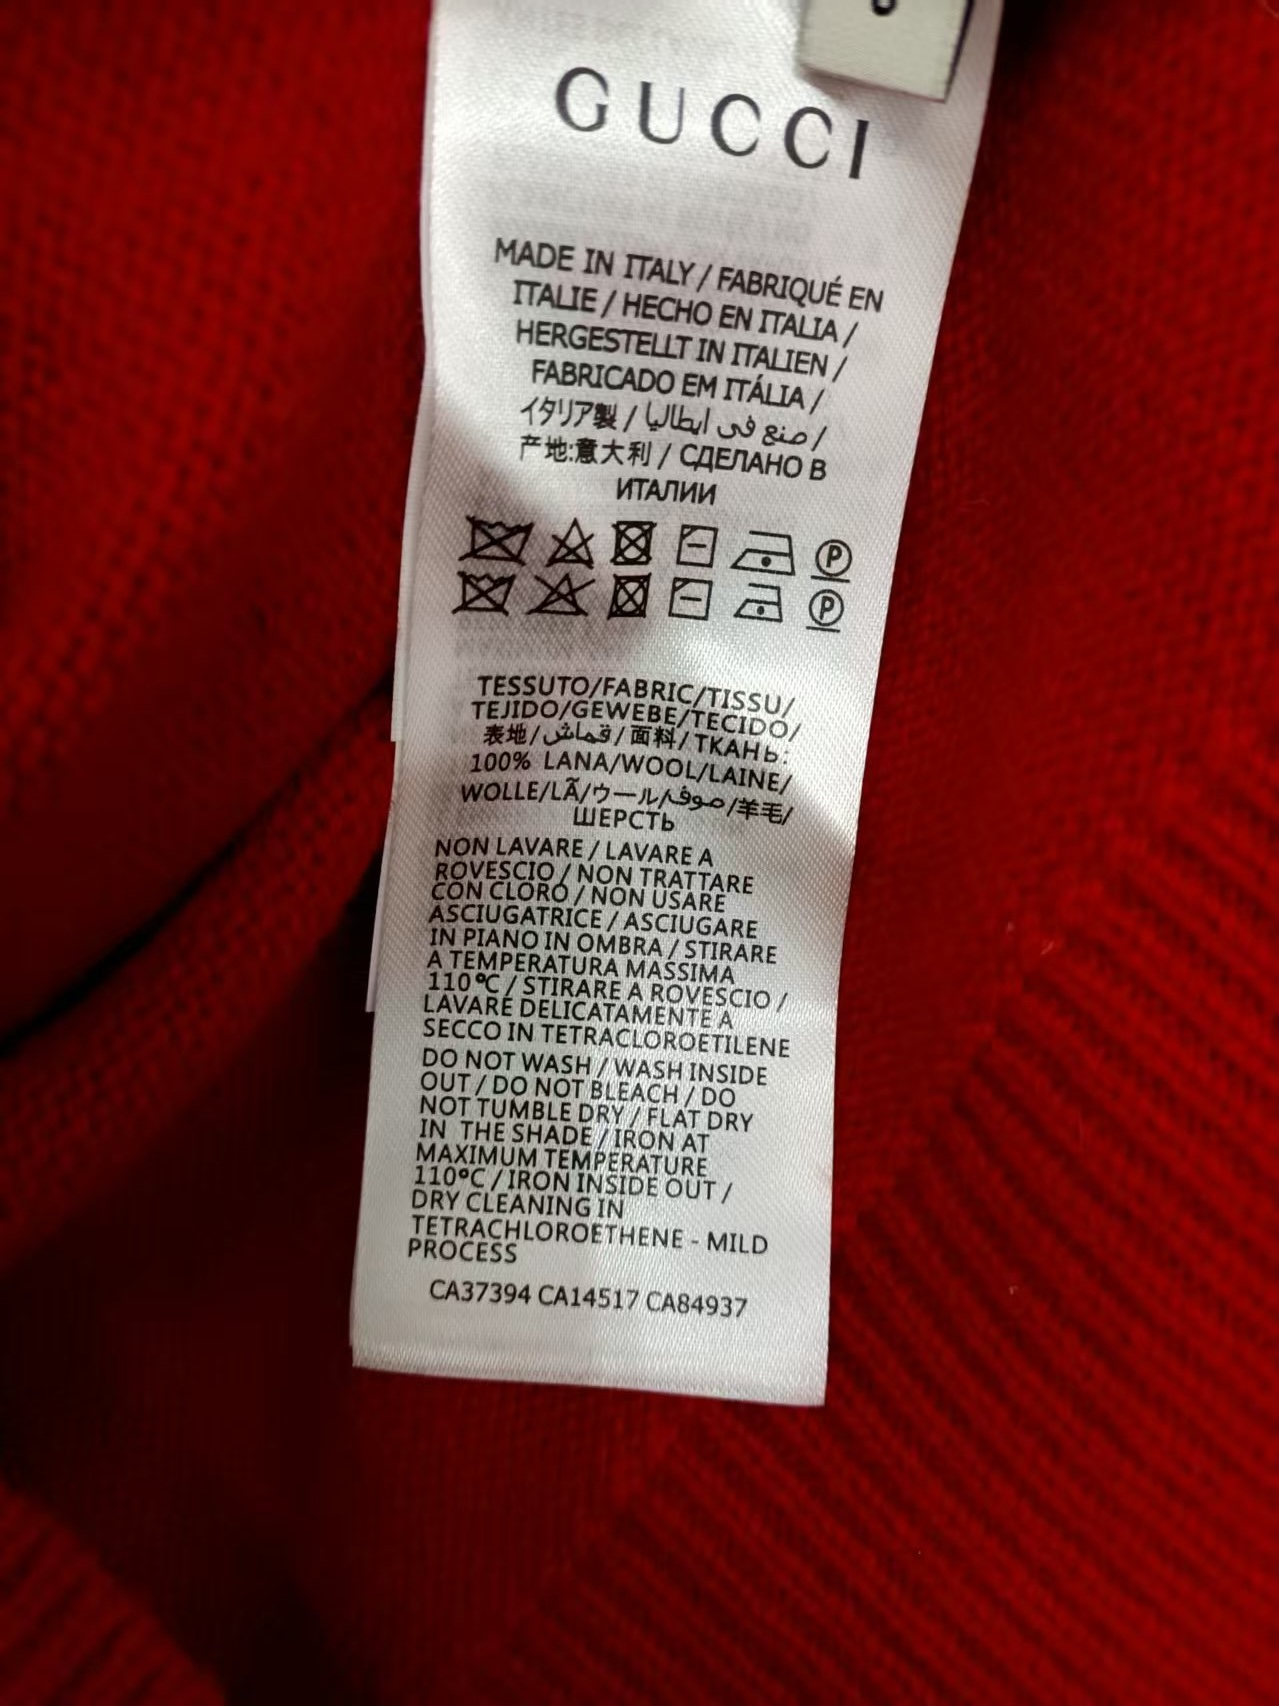 GUCCI
MADE IN ITALY / FABRIQUÉ EN
ITALIE / HECHO EN ITALIA /
HERGESTELLT IN ITALIEN /
FABRICADO EM ITÁLIA /
イタリア製 / صنع في ايطاليا /
产地:意大利 / СДЕЛАНО В
ИТАЛИИ
P
P
TESSUTO/FABRIC/TISSU/
TEJIDO/GEWEBE/TECIDO/
表地/قماش/面料/ТКАНЬ:
100% LANA/WOOL/LAINE/
WOLLE/LÃ/ウール/صوف/羊毛/
ШЕРСТЬ
NON LAVARE / LAVARE A
ROVESCIO / NON TRATTARE
CON CLORO / NON USARE
ASCIUGATRICE / ASCIUGARE
IN PIANO IN OMBRA / STIRARE
A TEMPERATURA MASSIMA
110°C / STIRARE A ROVESCIO /
LAVARE DELICATAMENTE A
SECCO IN TETRACLOROETILENE
DO NOT WASH / WASH INSIDE
OUT / DO NOT BLEACH / DO
NOT TUMBLE DRY / FLAT DRY
IN THE SHADE / IRON AT
MAXIMUM TEMPERATURE
110°C / IRON INSIDE OUT /
DRY CLEANING IN
TETRACHLOROETHENE - MILD
PROCESS
CA37394 CA14517 CA84937